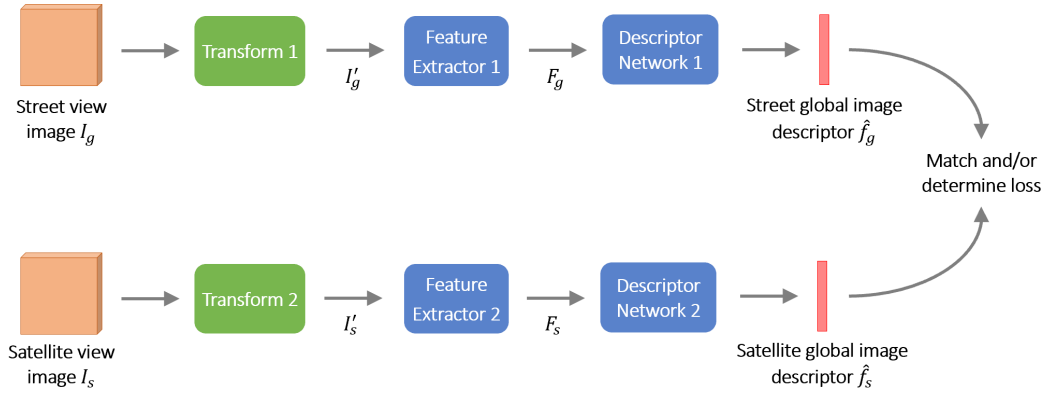 Transform 1
Feature
Extractor 1
Descriptor
Network 1
I′g
Fg
Street view
image Ig
Street global image
descriptor f̂g
Match and/or
determine loss
Transform 2
Feature
Extractor 2
Descriptor
Network 2
I′s
Fs
Satellite view
image Is
Satellite global image
descriptor f̂s